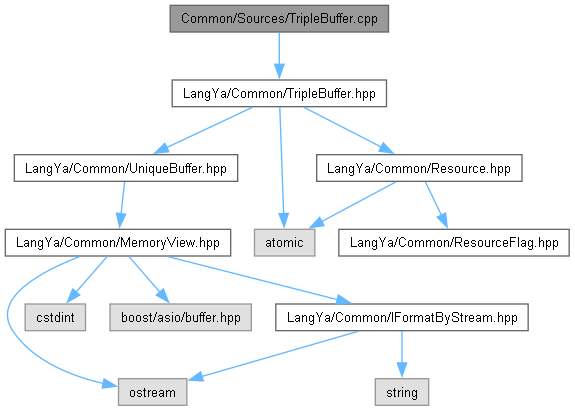 Common/Sources/TripleBuffer.cpp
LangYa/Common/TripleBuffer.hpp
LangYa/Common/UniqueBuffer.hpp
LangYa/Common/Resource.hpp
LangYa/Common/MemoryView.hpp
atomic
LangYa/Common/ResourceFlag.hpp
cstdint
boost/asio/buffer.hpp
LangYa/Common/IFormatByStream.hpp
ostream
string